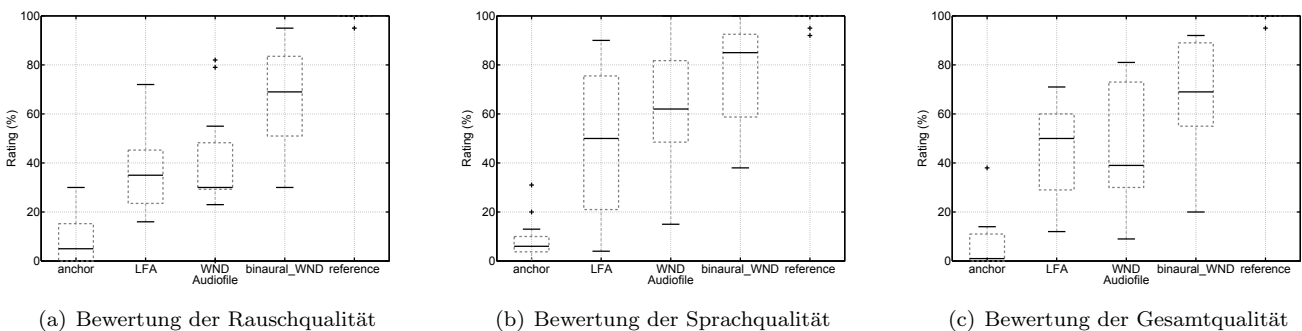 100
80
60
40
20
0
Rating (%)
anchor LFA WND binaural_WND reference
Audiofile
(a) Bewertung der Rauschqualität
100
80
60
40
20
0
Rating (%)
anchor LFA WND binaural_WND reference
Audiofile
(b) Bewertung der Sprachqualität
100
80
60
40
20
0
Rating (%)
anchor LFA WND binaural_WND reference
Audiofile
(c) Bewertung der Gesamtqualität